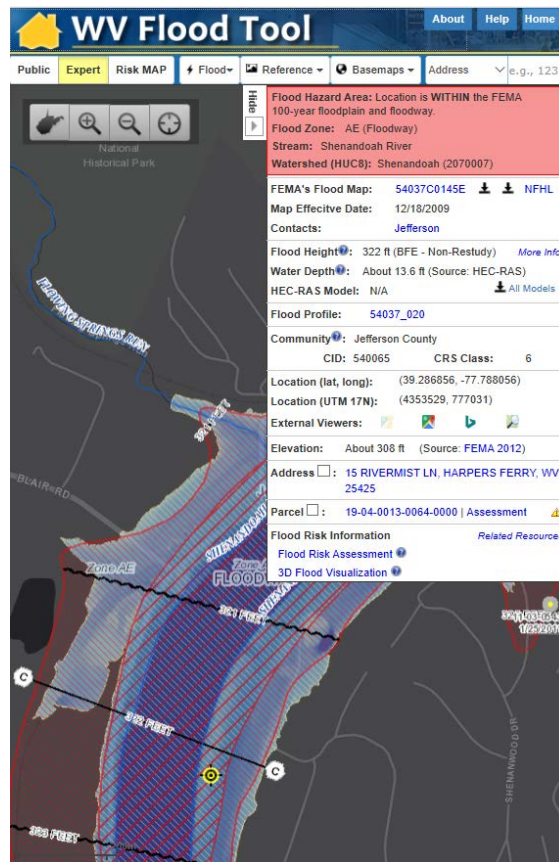 WV Flood Tool
About Help Home
Public Expert Risk MAP Flood Reference Basemaps Address e.g., 123
Hide
Flood Hazard Area: Location is WITHIN the FEMA
100-year floodplain and floodway.
Flood Zone: AE (Floodway)
Stream: Shenandoah River
Watershed (HUC8): Shenandoah (2070007)
FEMA's Flood Map: 54037C0145E NFHL
Map Effecitve Date: 12/18/2009
Contacts: Jefferson
Flood Height: 322 ft (BFE - Non-Restudy) More Info
Water Depth: About 13.6 ft (Source: HEC-RAS)
HEC-RAS Model: N/A All Models
Flood Profile: 54037_020
Community: Jefferson County
CID: 540065 CRS Class: 6
Location (lat, long): (39.286856, -77.788056)
Location (UTM 17N): (4353529, 777031)
External Viewers:
Elevation: About 308 ft (Source: FEMA 2012)
Address : 15 RIVERMIST LN, HARPERS FERRY, WV
25425
Parcel : 19-04-0013-0064-0000 | Assessment
Flood Risk Information Related Resource
Flood Risk Assessment
3D Flood Visualization
National
Historical Park
FLOWING SPRINGS RUN
BLAIR RD
Zone AE
321 FEET
322 FEET
C
C
323 FEET
SHENANWOOD DR